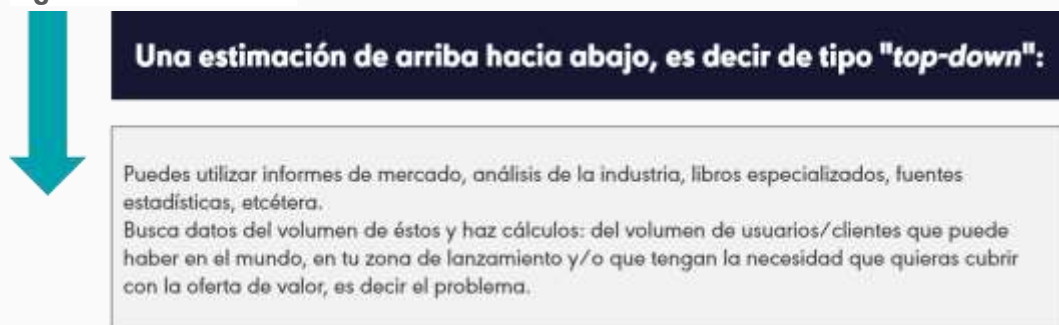 Una estimación de arriba hacia abajo, es decir de tipo "top-down":
Puedes utilizar informes de mercado, análisis de la industria, libros especializados, fuentes
estadísticas, etcétera.
Busca datos del volumen de éstos y haz cálculos: del volumen de usuarios/clientes que puede
haber en el mundo, en tu zona de lanzamiento y/o que tengan la necesidad que quieras cubrir
con la oferta de valor, es decir el problema.